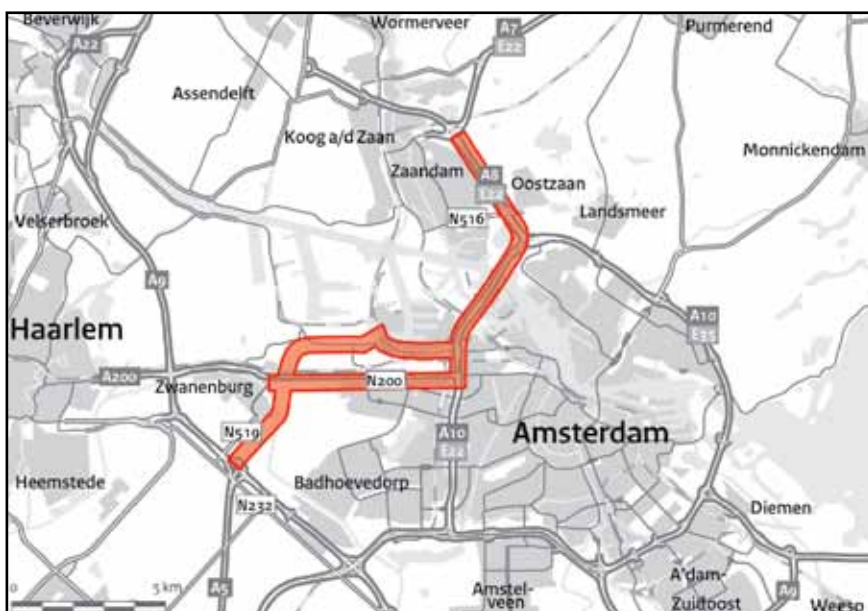 Beverwijk
Wormerveer
A7
E22
Purmerend
A22
Assendelft
Koog a/d Zaan
Monnickendam
Zaandam
A8
E22
Oostzaan
Landsmeer
N516
Velserbroek
A9
A10
E35
Haarlem
A200
Zwanenburg
N200
N519
A10
E22
Amsterdam
Heemstede
N232
Badhoevedorp
Diemen
0
5 km
A5
Amstel-
veen
A'dam-
Zuidoost
A9